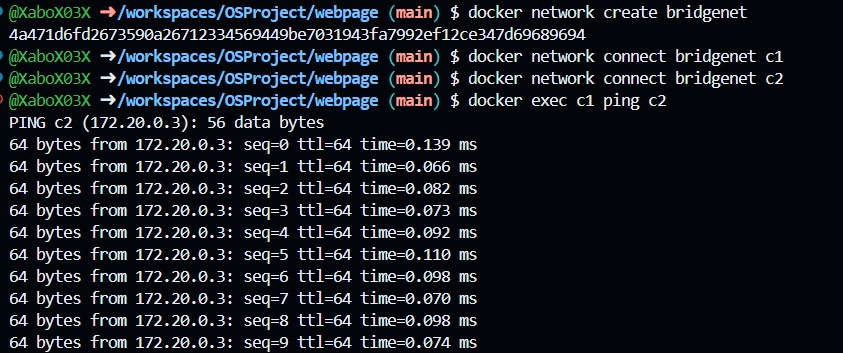 @XaboX03X ➜/workspaces/OSProject/webpage (main) $ docker network create bridgenet
4a471d6fd2673590a26712334569449be7031943fa7992ef12ce347d69689694
@XaboX03X ➜/workspaces/OSProject/webpage (main) $ docker network connect bridgenet c1
@XaboX03X ➜/workspaces/OSProject/webpage (main) $ docker network connect bridgenet c2
@XaboX03X ➜/workspaces/OSProject/webpage (main) $ docker exec c1 ping c2
PING c2 (172.20.0.3): 56 data bytes
64 bytes from 172.20.0.3: seq=0 ttl=64 time=0.139 ms
64 bytes from 172.20.0.3: seq=1 ttl=64 time=0.066 ms
64 bytes from 172.20.0.3: seq=2 ttl=64 time=0.082 ms
64 bytes from 172.20.0.3: seq=3 ttl=64 time=0.073 ms
64 bytes from 172.20.0.3: seq=4 ttl=64 time=0.092 ms
64 bytes from 172.20.0.3: seq=5 ttl=64 time=0.110 ms
64 bytes from 172.20.0.3: seq=6 ttl=64 time=0.098 ms
64 bytes from 172.20.0.3: seq=7 ttl=64 time=0.070 ms
64 bytes from 172.20.0.3: seq=8 ttl=64 time=0.098 ms
64 bytes from 172.20.0.3: seq=9 ttl=64 time=0.074 ms